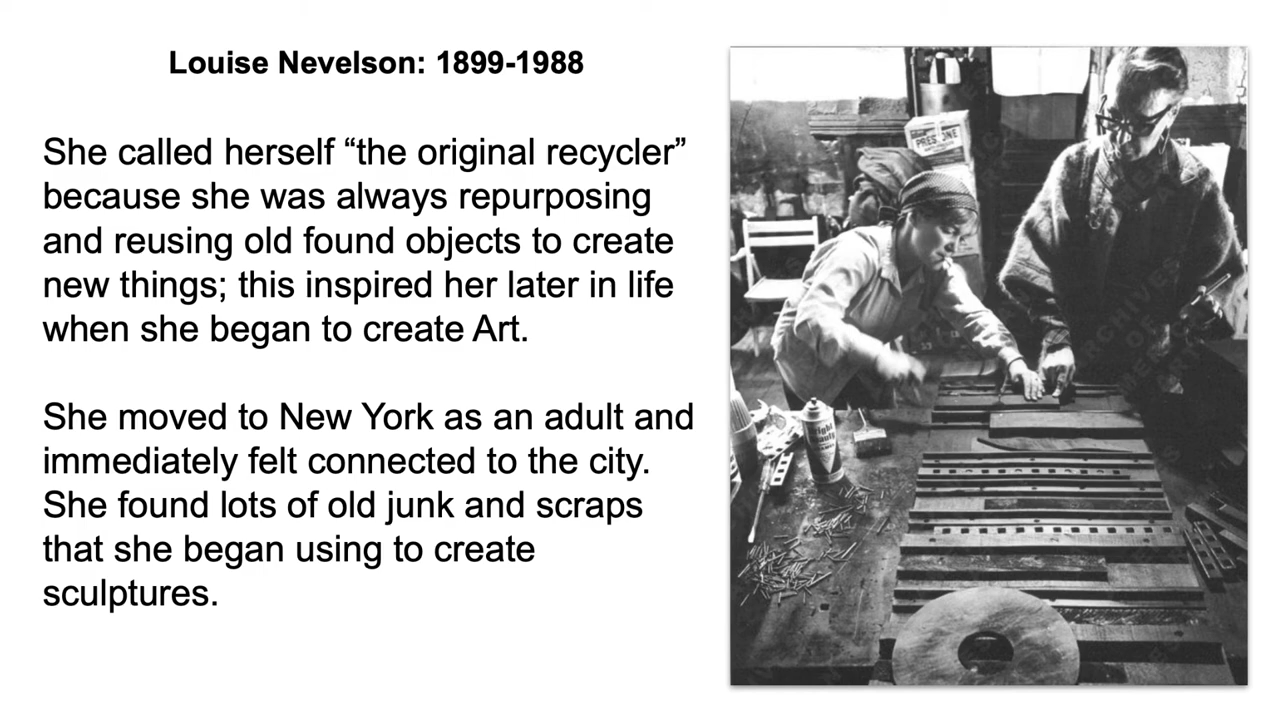 Louise Nevelson: 1899-1988
She called herself “the original recycler”
because she was always repurposing
and reusing old found objects to create
new things; this inspired her later in life
when she began to create Art.
She moved to New York as an adult and
immediately felt connected to the city.
She found lots of old junk and scraps
that she began using to create
sculptures.
PRESTONE
ARCHIVES
OF